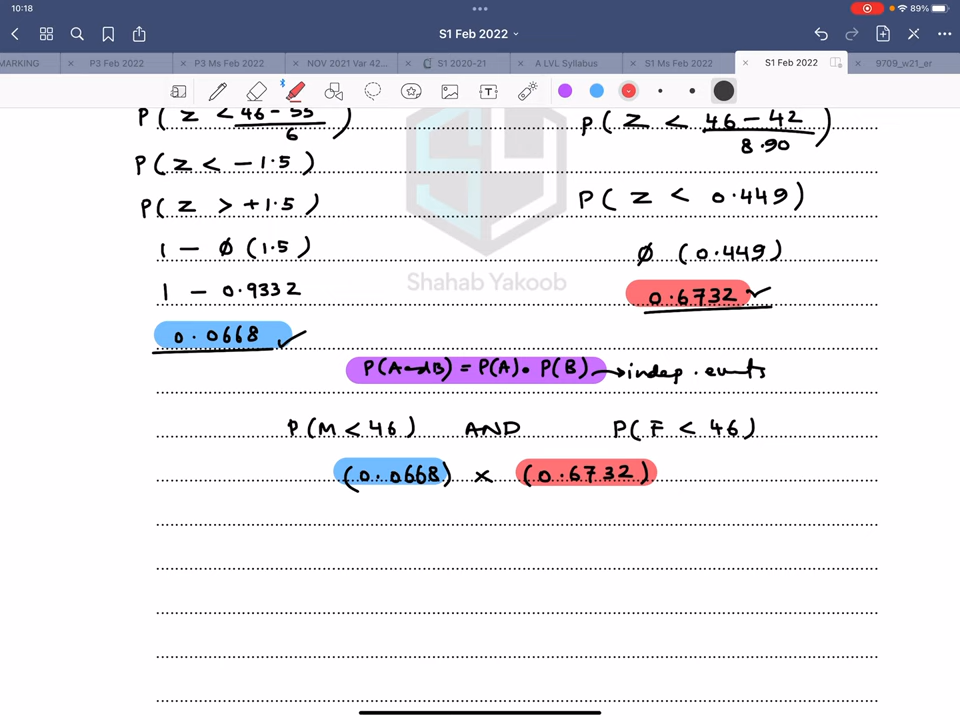 10:18
89%
S1 Feb 2022
MARKING
× P3 Feb 2022
× P3 Ms Feb 2022
× NOV 2021 Var 42...
× S1 2020-21
× A LVL Syllabus
× S1 Ms Feb 2022
× S1 Feb 2022
× 9709_w21_er
P( Z < 46 - 55 / 6 )
P( Z < - 1.5 )
P( Z > +1.5 )
1 - Ø (1.5)
1 - 0.9332
0.0668 ✓
P( Z < 46 - 42 / 8.90 )
P( Z < 0.449)
Ø (0.449)
0.6732 ✓
Shahab Yakoob
P(A and B) = P(A). P(B) → indep. events
P(M < 46) AND P(F < 46)
(0.0668) × (0.6732)